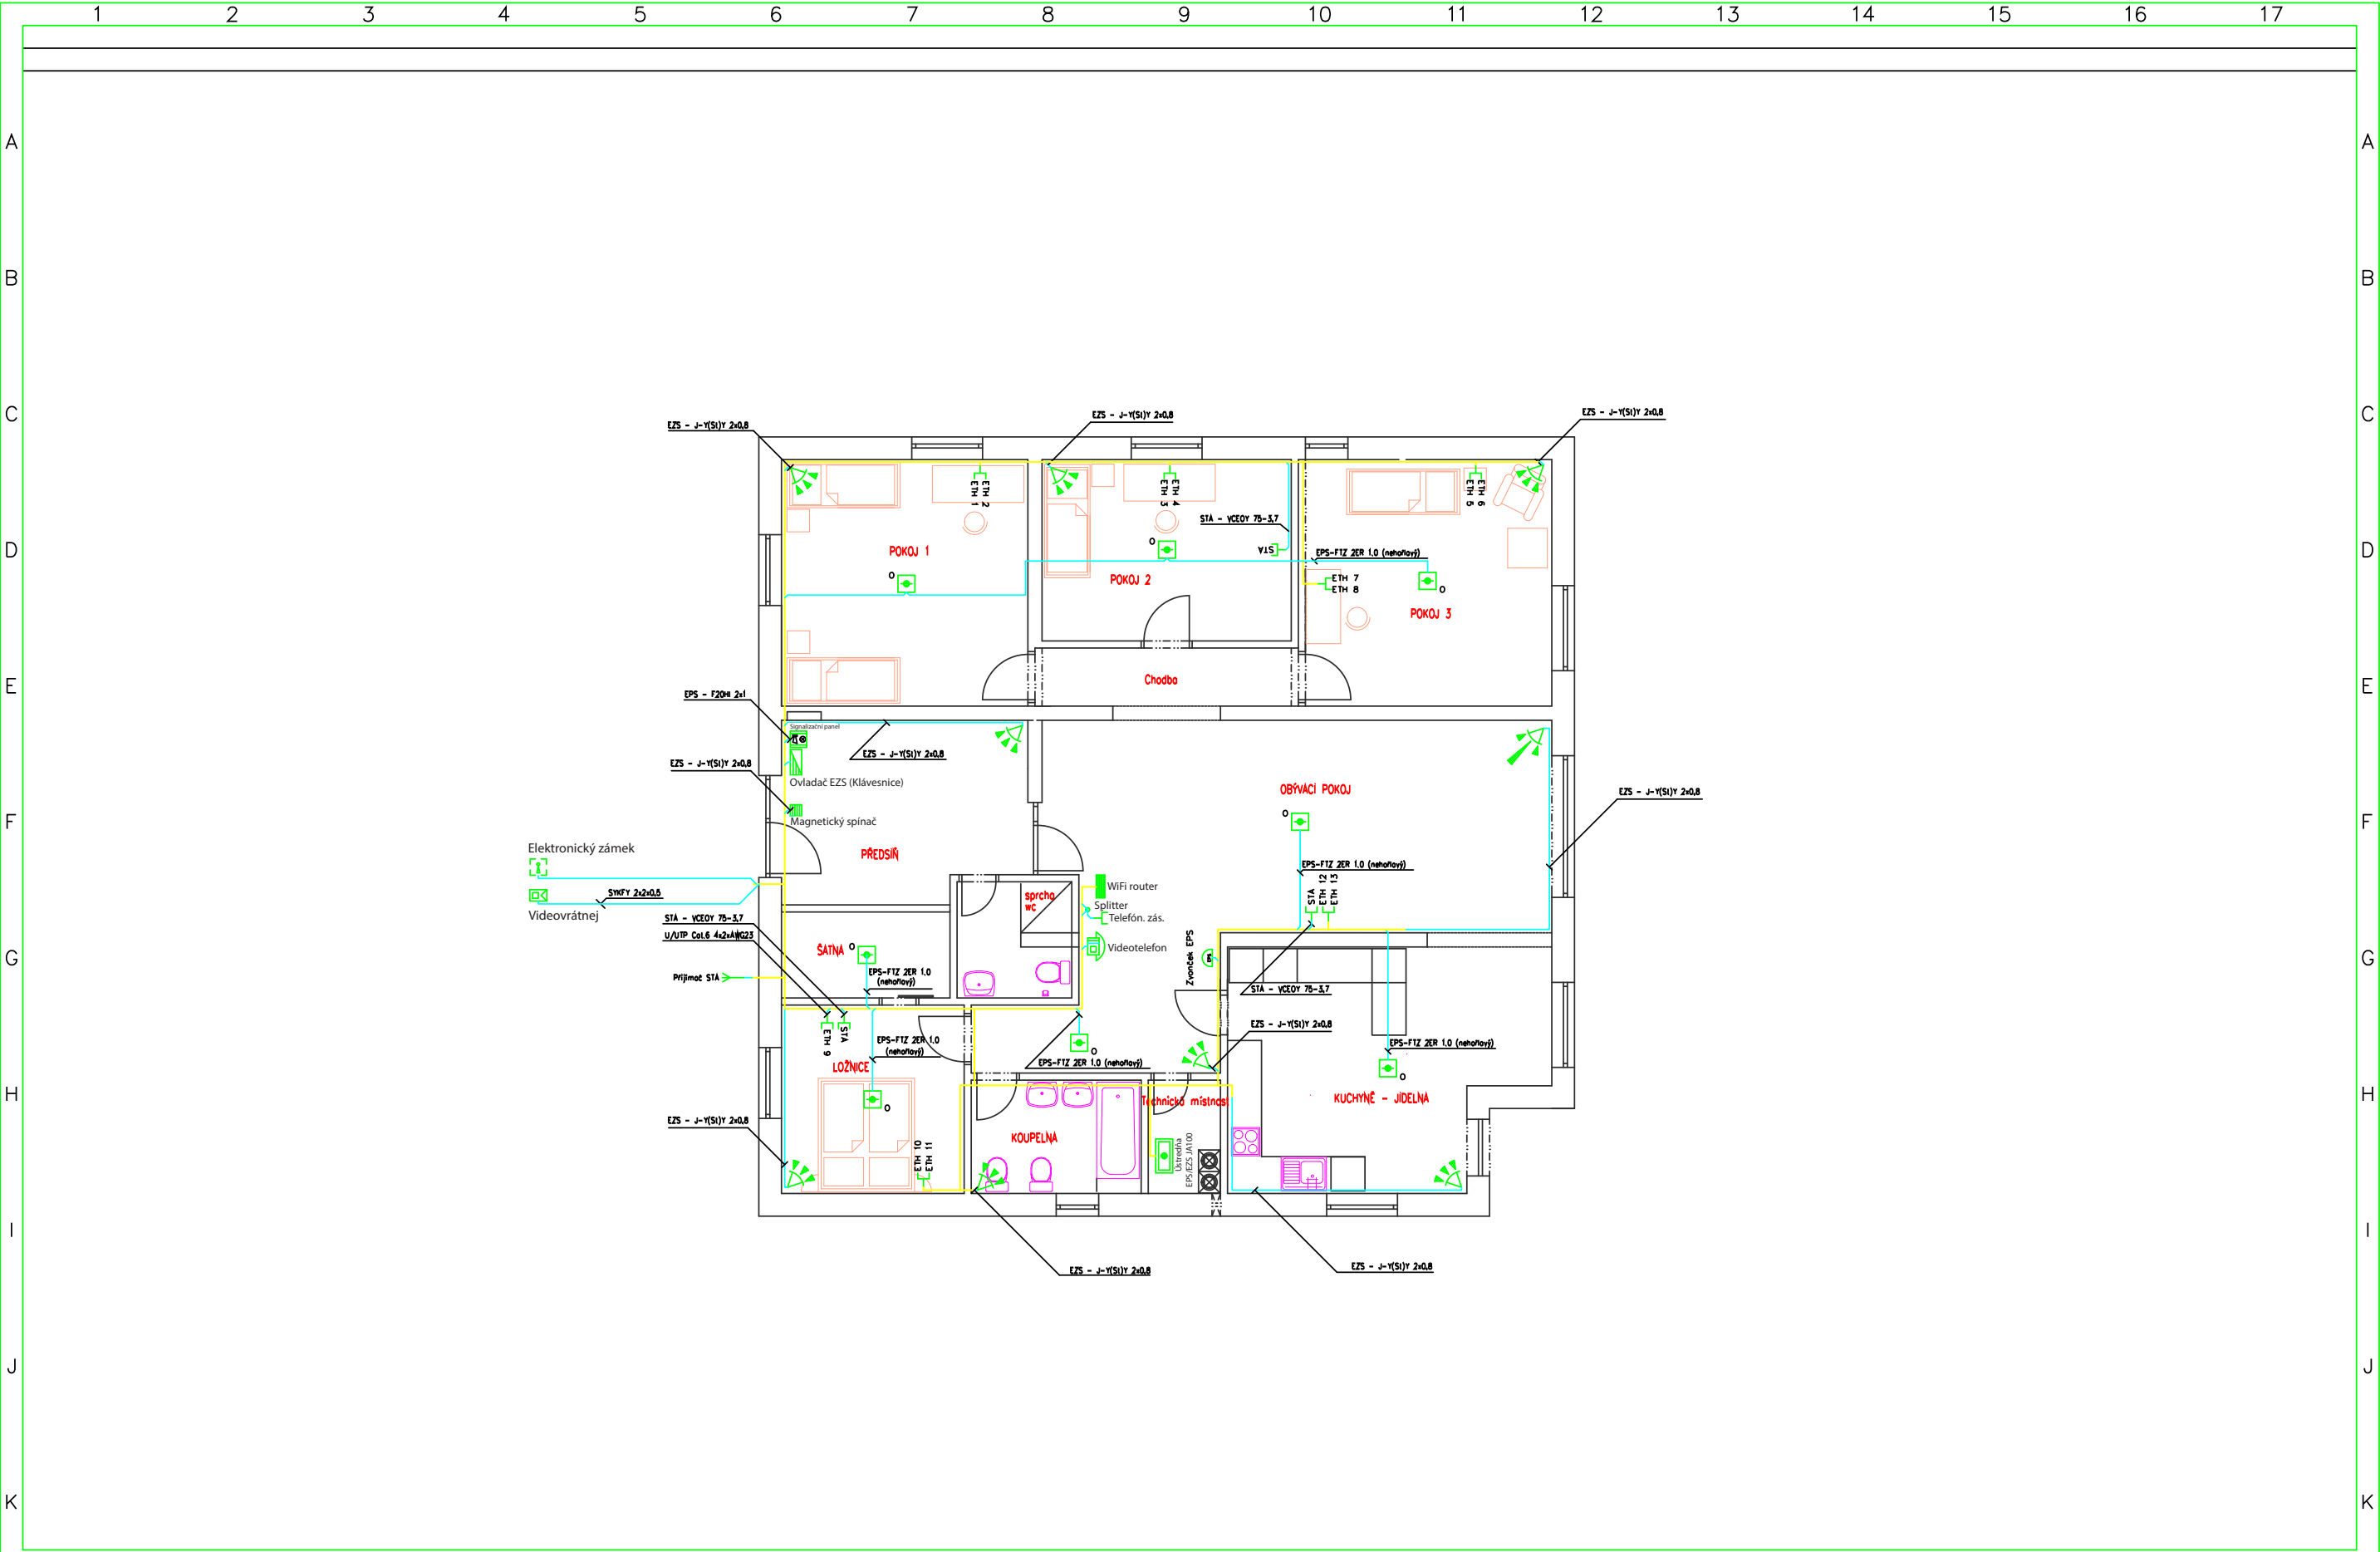 1 2 3 4 5 6 7 8 9 10 11 12 13 14 15 16 17
A A
B B
C C
EZS - J-Y(St)Y 2x0,8
EZS - J-Y(St)Y 2x0,8
EZS - J-Y(St)Y 2x0,8
ETH 1
ETH 2
ETH 3
ETH 4
ETH 5
ETH 6
STA - VCEOY 75-3,7
D D
POKOJ 1
O
O
STA
EPS-FTZ 2ER 1.0 (nehořlavý)
POKOJ 2
ETH 7
ETH 8
O
POKOJ 3
E E
Chodba
EPS - F20HI 2x1
Signalizační panel
EZS - J-Y(St)Y 2x0,8
EZS - J-Y(St)Y 2x0,8
Ovladač EZS (Klávesnice)
OBÝVACÍ POKOJ
EZS - J-Y(St)Y 2x0,8
F F
Magnetický spínač
O
Elektronický zámek
PŘEDSÍŇ
EPS-FTZ 2ER 1.0 (nehořlavý)
SYKFY 2x2x0,5
Videovrátnej
sprcha
wc
WiFi router
Splitter
Telefón. zás.
STA
ETH 12
ETH 13
STA - VCEOY 75-3,7
U/UTP Cat.6 4x2xAWG23
G G
ŠATNA
O
Videotelefon
Zvonček EPS
EPS
Přijímač STA
EPS-FTZ 2ER 1.0
(nehořlavý)
STA - VCEOY 75-3,7
ETH 9
STA
EPS-FTZ 2ER 1.0
(nehořlavý)
O
EZS - J-Y(St)Y 2x0,8
EPS-FTZ 2ER 1.0 (nehořlavý)
LOŽNICE
EPS-FTZ 2ER 1.0 (nehořlavý)
O
H H
O
Technická místnost
KUCHYNĚ - JÍDELNA
EZS - J-Y(St)Y 2x0,8
KOUPELNA
ETH 10
ETH 11
Ústredňa
EPS/EZS JA100
I I
EZS - J-Y(St)Y 2x0,8
EZS - J-Y(St)Y 2x0,8
J J
K K